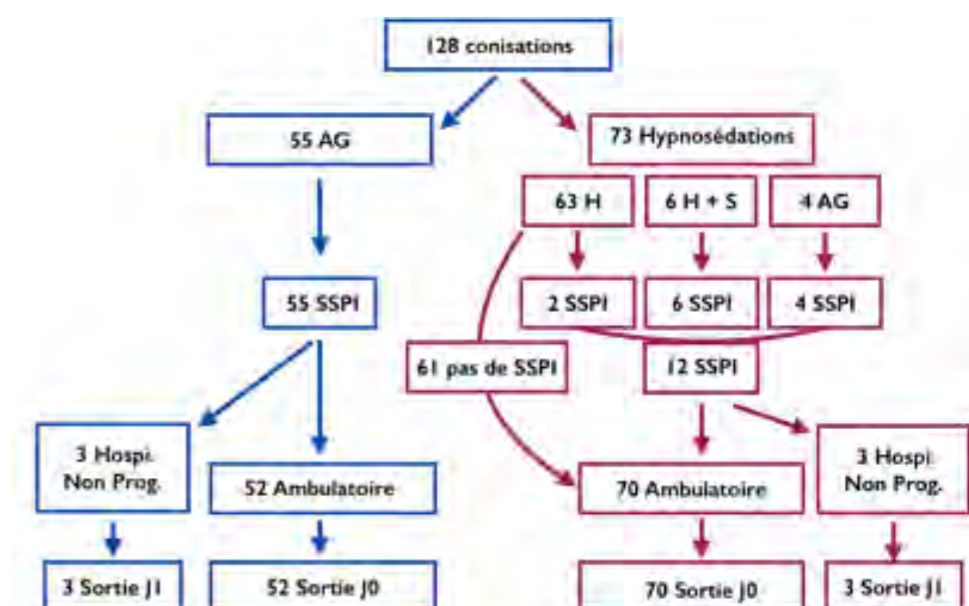 128 conisations
55 AG
73 Hypnosédations
63 H
6 H + S
4 AG
55 SSPI
2 SSPI
6 SSPI
4 SSPI
61 pas de SSPI
12 SSPI
3 Hospi.
Non Prog.
52 Ambulatoire
70 Ambulatoire
3 Hospi
Non Prog.
3 Sortie J1
52 Sortie J0
70 Sortie J0
3 Sortie J1